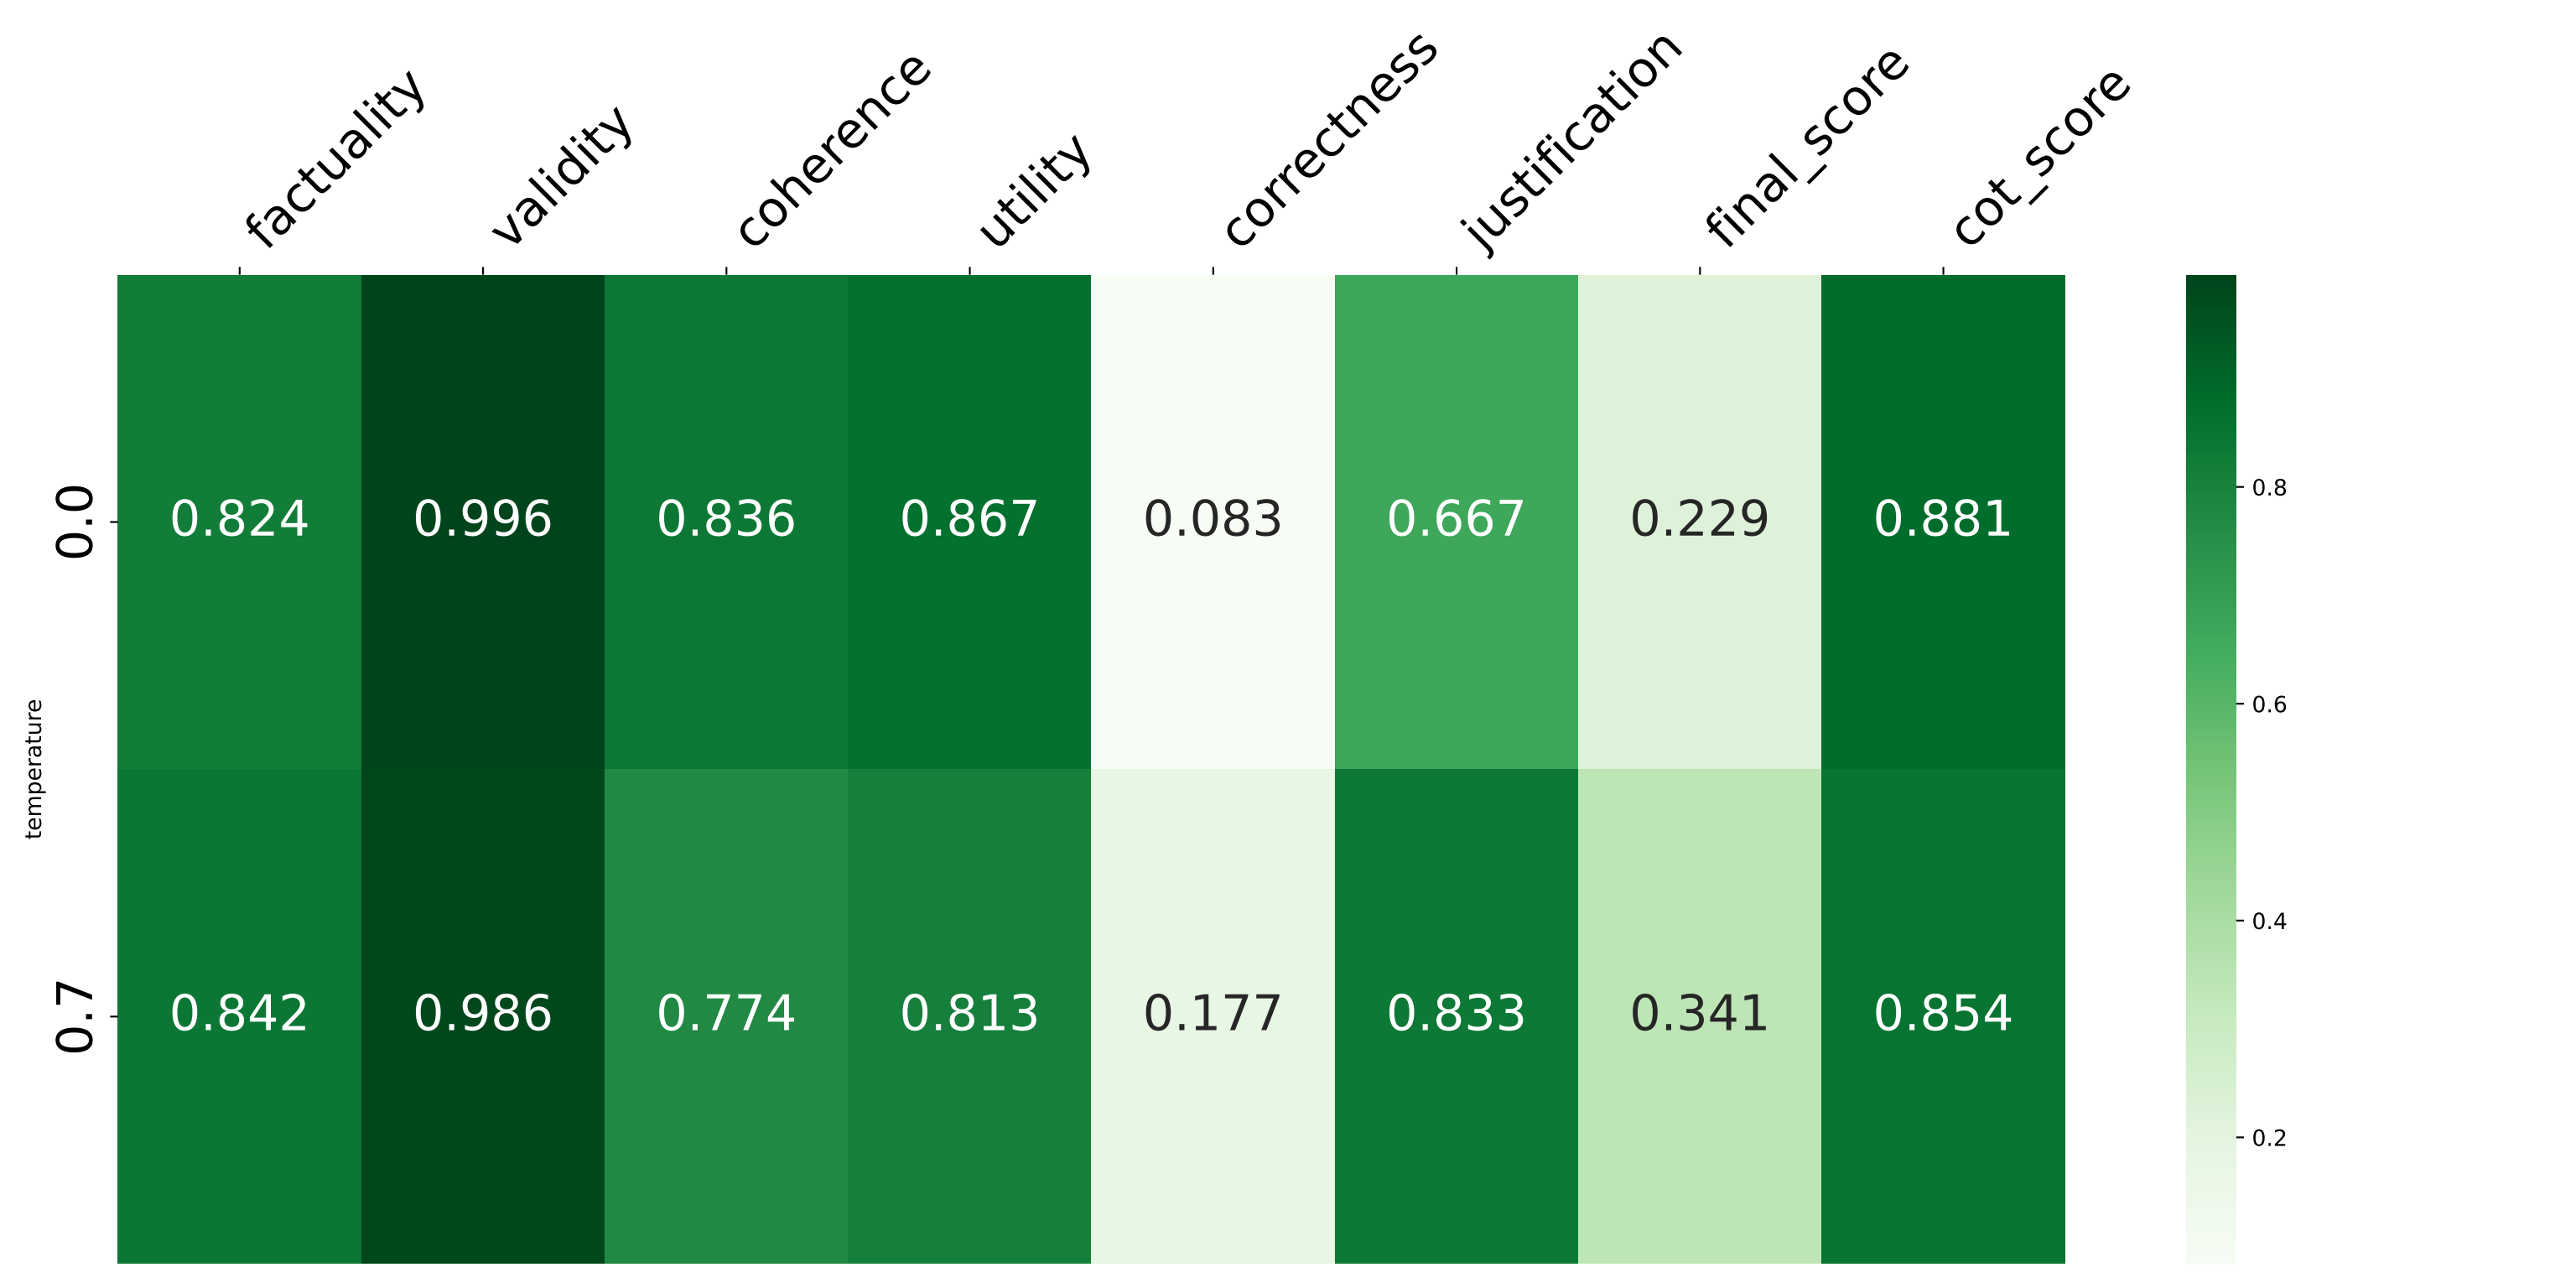 factuality validity coherence utility correctness justification final_score cot_score
0.0 0.824 0.996 0.836 0.867 0.083 0.667 0.229 0.881
temperature
0.7 0.842 0.986 0.774 0.813 0.177 0.833 0.341 0.854
0.8
0.6
0.4
0.2